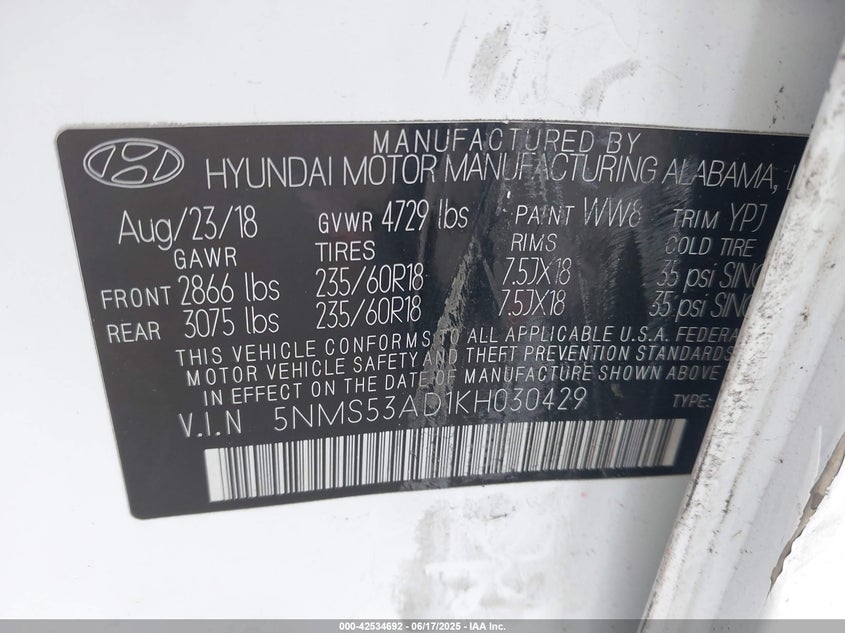 MANUFACTURED BY
HYUNDAI MOTOR MANUFACTURING ALABAMA,
Aug/23/18 GVWR 4729 lbs PAINT WW8 TRIM YPJ
GAWR TIRES RIMS COLD TIRE
FRONT 2866 lbs 235/60R18 7.5JX18 35 psi
REAR 3075 lbs 235/60R18 7.5JX18 35 psi
THIS VEHICLE CONFORMS TO ALL APPLICABLE U.S.A.
MOTOR VEHICLE SAFETY AND THEFT PREVENTION STANDARDS
IN EFFECT ON THE DATE OF MANUFACTURE SHOWN ABOVE
V.I.N 5NMS53AD1KH030429 TYPE:
000-42534692 - 06/17/2025 - IAA Inc.